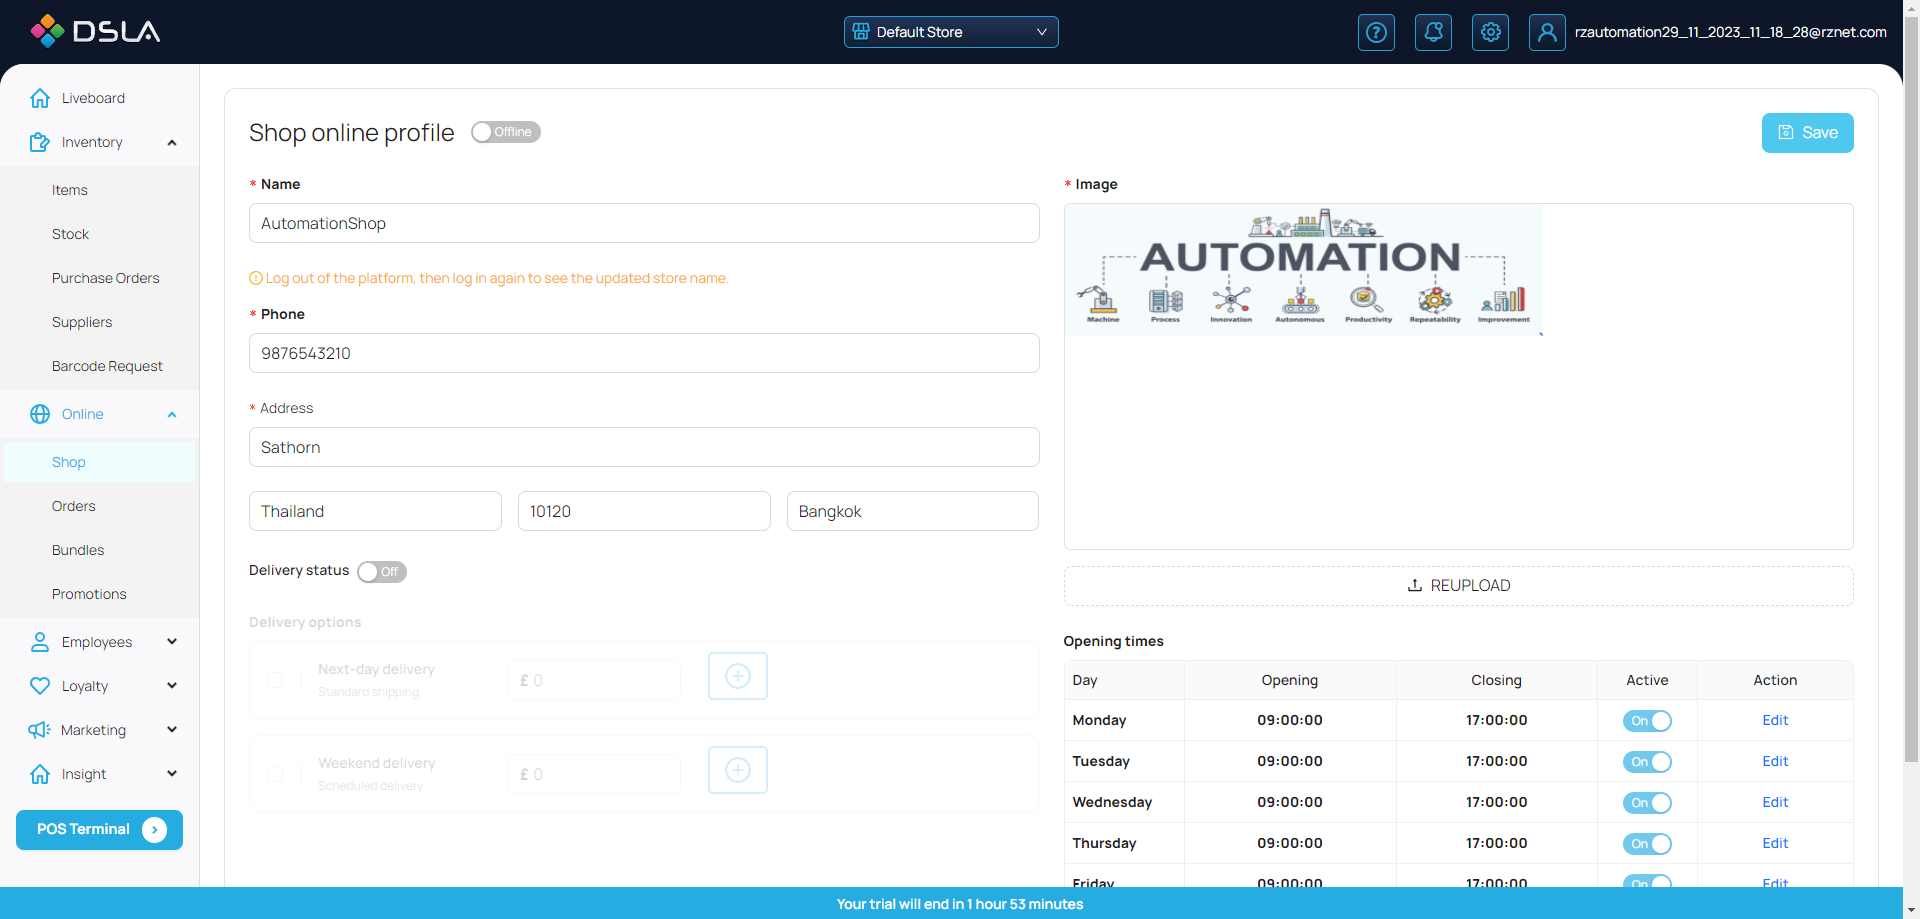 DSLA
Default Store
rzautomation29_11_2023_11_18_28@rznet.com
Liveboard
Inventory
Items
Stock
Purchase Orders
Suppliers
Barcode Request
Online
Shop
Orders
Bundles
Promotions
Employees
Loyalty
Marketing
Insight
POS Terminal
Shop online profile Offline
Save
* Name
AutomationShop
Log out of the platform, then log in again to see the updated store name.
* Phone
9876543210
* Address
Sathorn
Thailand 10120 Bangkok
Delivery status Off
Delivery options
Next-day delivery
Standard shipping
£ 0
Weekend delivery
Scheduled delivery
£ 0
* Image
AUTOMATION
Machine Process Innovation Autonomous Productivity Repeatability Improvement
REUPLOAD
Opening times
Day Opening Closing Active Action
Monday 09:00:00 17:00:00 On Edit
Tuesday 09:00:00 17:00:00 On Edit
Wednesday 09:00:00 17:00:00 On Edit
Thursday 09:00:00 17:00:00 On Edit
Friday 09:00:00 17:00:00 On Edit
Your trial will end in 1 hour 53 minutes